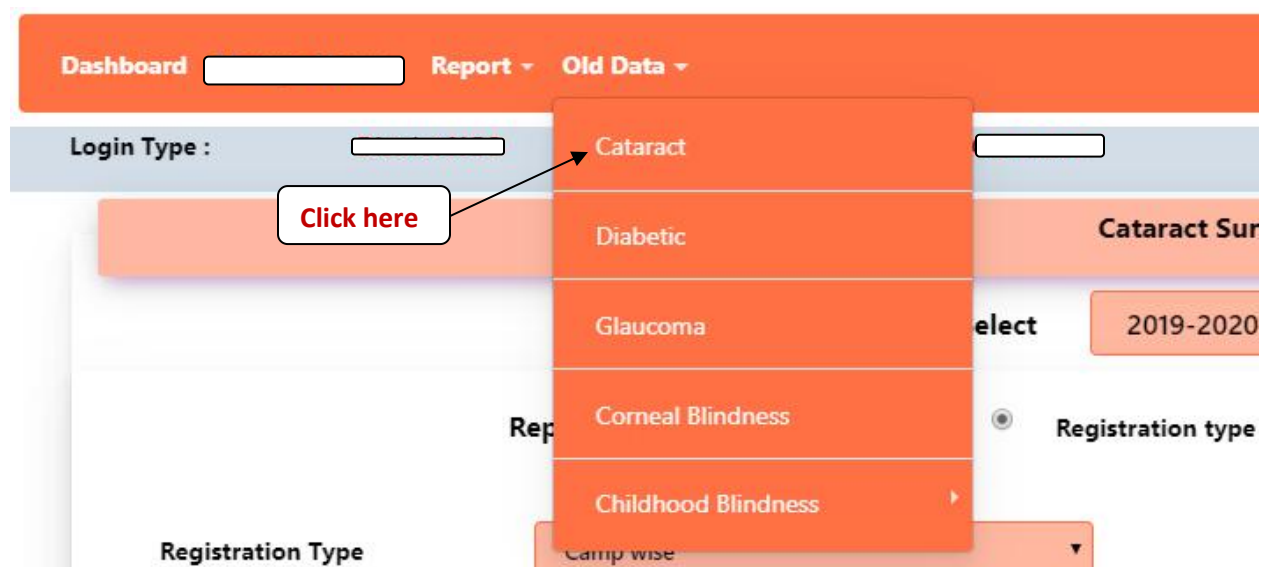 Dashboard Report Old Data
Login Type :
Cataract
Click here
Diabetic
Cataract Sur
Glaucoma
elect
2019-2020
Corneal Blindness
Rep
Registration type
Childhood Blindness
Registration Type
Camp wise